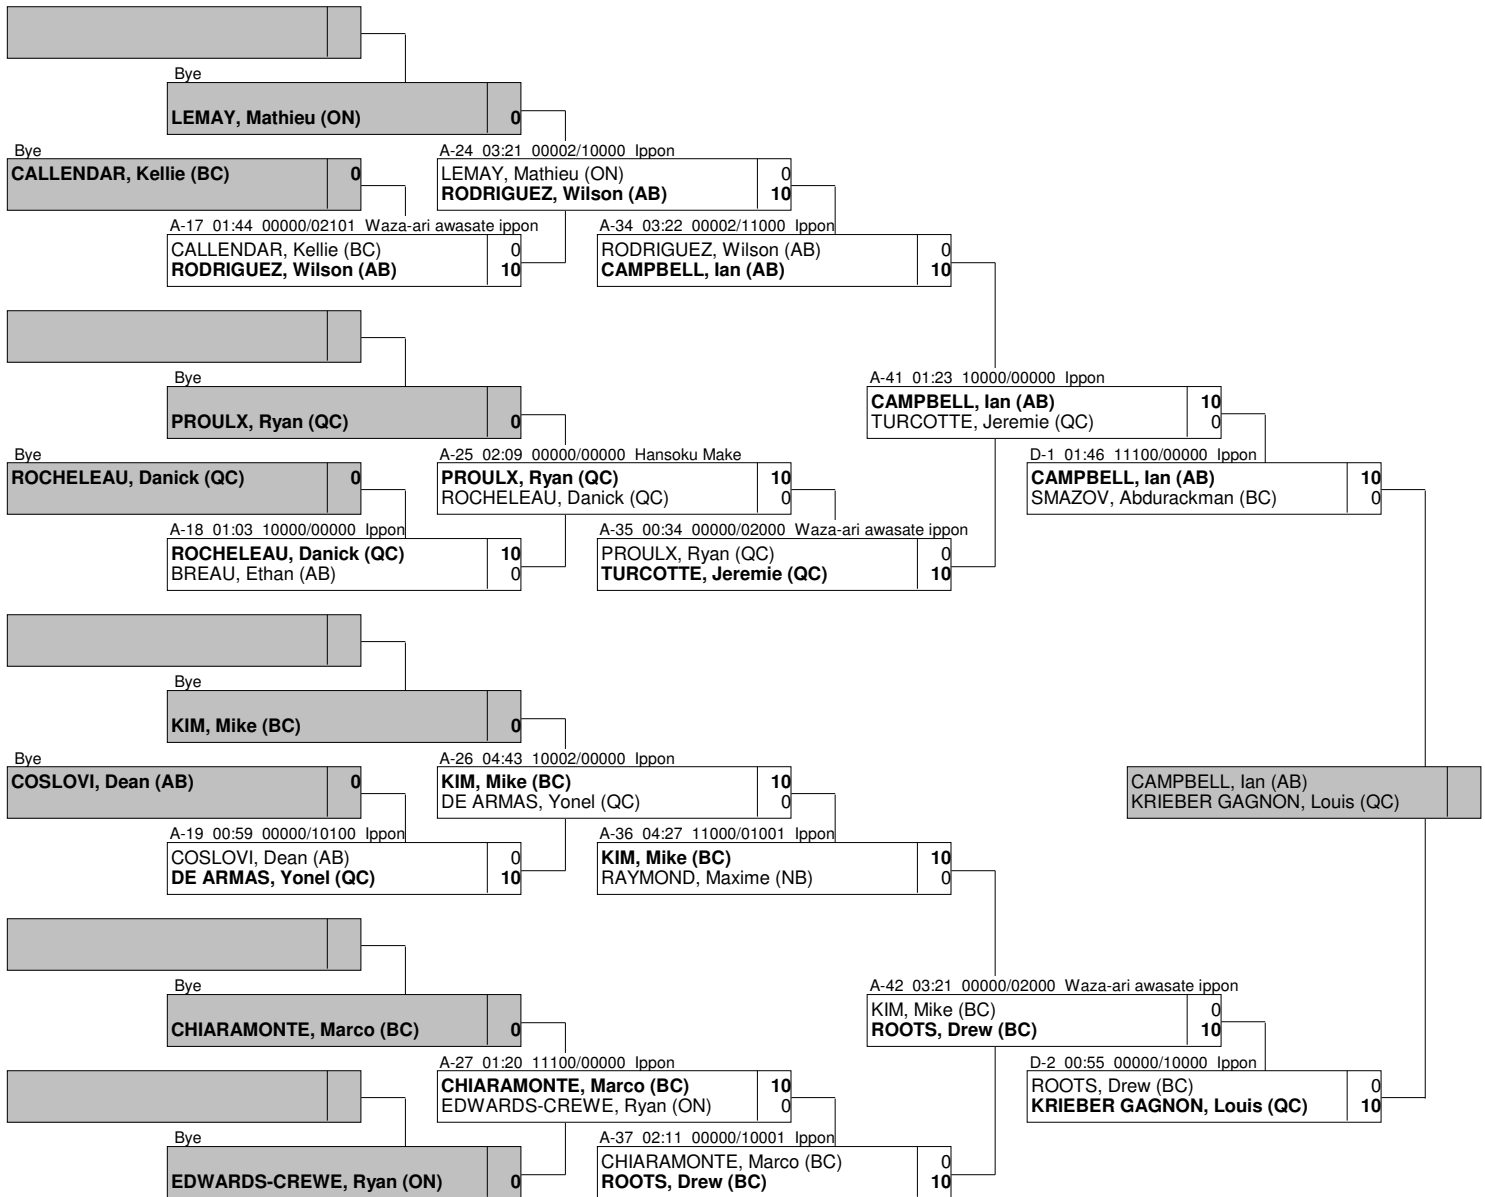 Bye
LEMAY, Mathieu (ON) 0
Bye
CALLENDAR, Kellie (BC) 0
A-24 03:21 00002/10000 Ippon
LEMAY, Mathieu (ON) 0
RODRIGUEZ, Wilson (AB) 10
A-17 01:44 00000/02101 Waza-ari awasate ippon
CALLENDAR, Kellie (BC) 0
RODRIGUEZ, Wilson (AB) 10
A-34 03:22 00002/11000 Ippon
RODRIGUEZ, Wilson (AB) 0
CAMPBELL, Ian (AB) 10
Bye
PROULX, Ryan (QC) 0
A-41 01:23 10000/00000 Ippon
CAMPBELL, Ian (AB) 10
TURCOTTE, Jeremie (QC) 0
Bye
ROCHELEAU, Danick (QC) 0
A-25 02:09 00000/00000 Hansoku Make
PROULX, Ryan (QC) 10
ROCHELEAU, Danick (QC) 0
D-1 01:46 11100/00000 Ippon
CAMPBELL, Ian (AB) 10
SMAZOV, Abdurackman (BC) 0
A-18 01:03 10000/00000 Ippon
ROCHELEAU, Danick (QC) 10
BREAU, Ethan (AB) 0
A-35 00:34 00000/02000 Waza-ari awasate ippon
PROULX, Ryan (QC) 0
TURCOTTE, Jeremie (QC) 10
Bye
KIM, Mike (BC) 0
Bye
COSLOVI, Dean (AB) 0
A-26 04:43 10002/00000 Ippon
KIM, Mike (BC) 10
DE ARMAS, Yonel (QC) 0
CAMPBELL, Ian (AB)
KRIEBER GAGNON, Louis (QC)
A-19 00:59 00000/10100 Ippon
COSLOVI, Dean (AB) 0
DE ARMAS, Yonel (QC) 10
A-36 04:27 11000/01001 Ippon
KIM, Mike (BC) 10
RAYMOND, Maxime (NB) 0
Bye
CHIARAMONTE, Marco (BC) 0
A-42 03:21 00000/02000 Waza-ari awasate ippon
KIM, Mike (BC) 0
ROOTS, Drew (BC) 10
A-27 01:20 11100/00000 Ippon
CHIARAMONTE, Marco (BC) 10
EDWARDS-CREWE, Ryan (ON) 0
D-2 00:55 00000/10000 Ippon
ROOTS, Drew (BC) 0
KRIEBER GAGNON, Louis (QC) 10
Bye
EDWARDS-CREWE, Ryan (ON) 0
A-37 02:11 00000/10001 Ippon
CHIARAMONTE, Marco (BC) 0
ROOTS, Drew (BC) 10